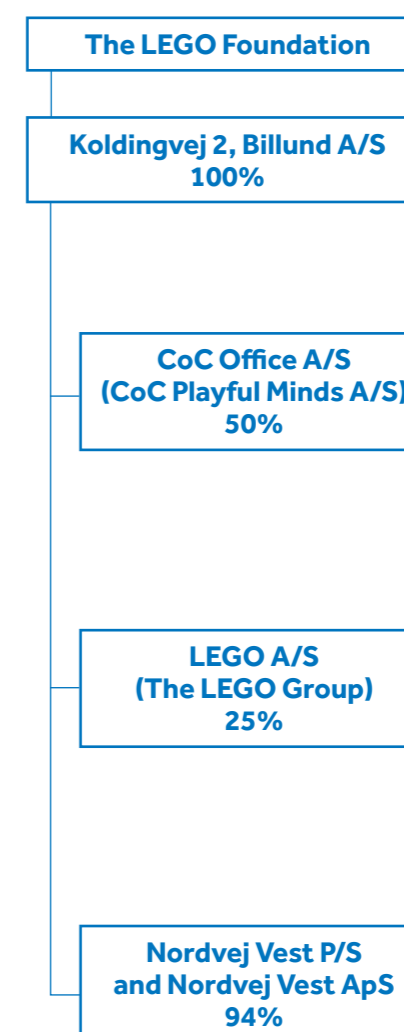 The LEGO Foundation
Koldingvej 2, Billund A/S
100%
CoC Office A/S
(CoC Playful Minds A/S)
50%
LEGO A/S
(The LEGO Group)
25%
Nordvej Vest P/S
and Nordvej Vest ApS
94%